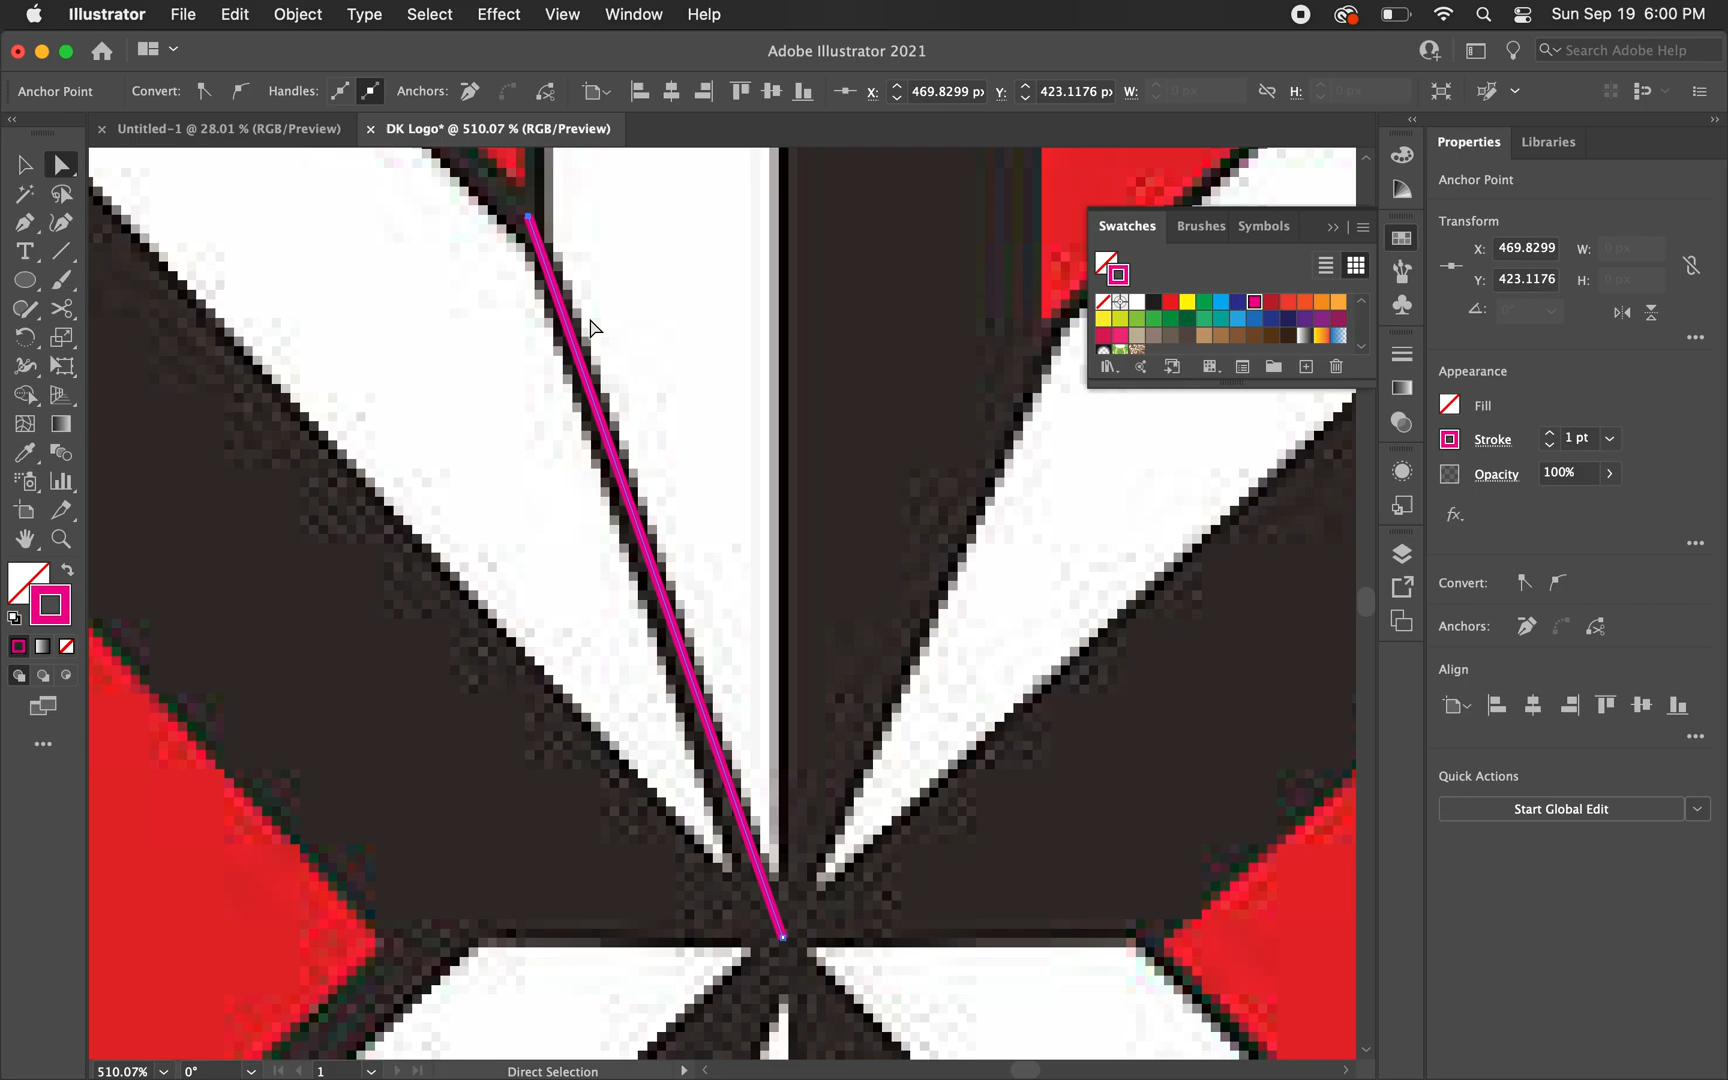 Illustrator File Edit Object Type Select Effect View Window Help
Sun Sep 19 6:00 PM
Adobe Illustrator 2021
Search Adobe Help
Anchor Point Convert: Handles: Anchors: X: 469.8299 px Y: 423.1176 px W: 0 px H: 0 px
Untitled-1 @ 28.01 % (RGB/Preview)
DK Logo* @ 510.07 % (RGB/Preview)
Swatches Brushes Symbols
Properties Libraries
Anchor Point
Transform
X: 469.8299 W: 0 px
Y: 423.1176 H: 0 px
0°
Appearance
Fill
Stroke 1 pt
Opacity 100%
fx.
Convert:
Anchors:
Align
Quick Actions
Start Global Edit
510.07% 0° 1 Direct Selection